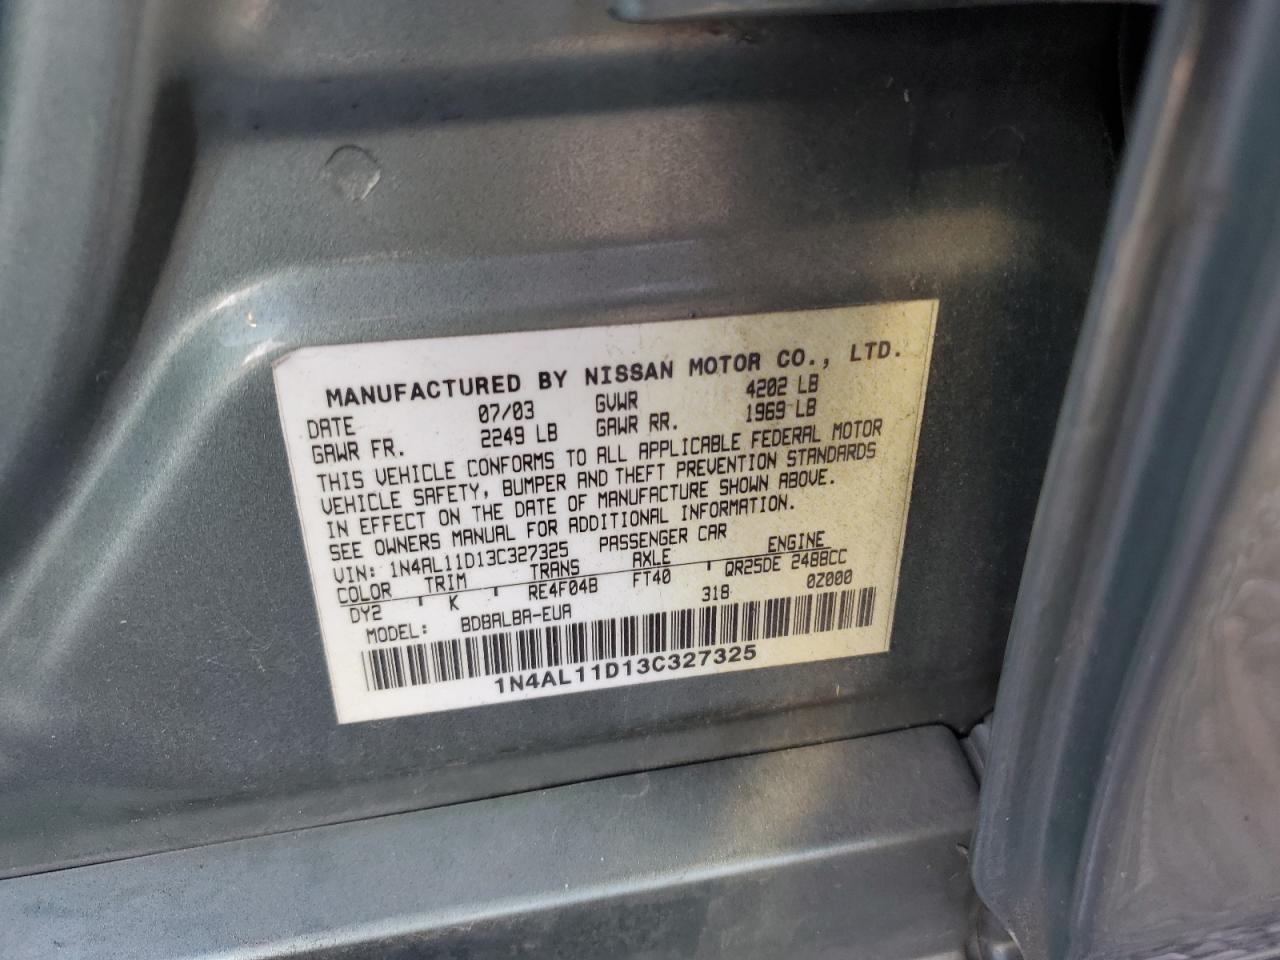 MANUFACTURED BY NISSAN MOTOR CO., LTD.
DATE 07/03 GVWR 4202 LB
GAWR FR. 2249 LB GAWR RR. 1969 LB
THIS VEHICLE CONFORMS TO ALL APPLICABLE FEDERAL MOTOR
VEHICLE SAFETY, BUMPER AND THEFT PREVENTION STANDARDS
IN EFFECT ON THE DATE OF MANUFACTURE SHOWN ABOVE.
SEE OWNERS MANUAL FOR ADDITIONAL INFORMATION.
VIN: 1N4AL11D13C327325 PASSENGER CAR
COLOR TRIM TRANS AXLE ENGINE
DY2 K RE4F04B FT40 QR25DE 2488CC
MODEL: BDBALBA-EUA 318 0Z000
1N4AL11D13C327325